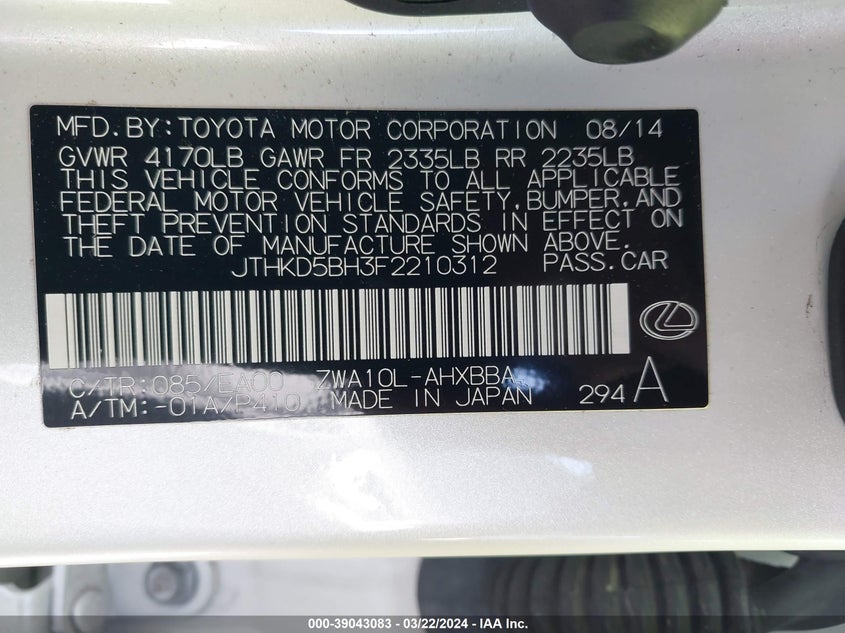 MFD.BY:TOYOTA MOTOR CORPORATION 08/14
GVWR 4170LB GAWR FR 2335LB RR 2235LB
THIS VEHICLE CONFORMS TO ALL APPLICABLE
FEDERAL MOTOR VEHICLE SAFETY,BUMPER,AND
THEFT PREVENTION STANDARDS IN EFFECT ON
THE DATE OF MANUFACTURE SHOWN ABOVE.
JTHKD5BH3F2210312 PASS.CAR
C/TR:085/EA00 ZWA10L-AHXBBA
A/TM:-01A/P410 MADE IN JAPAN 294 A
000-39043083 - 03/22/2024 - IAA Inc.